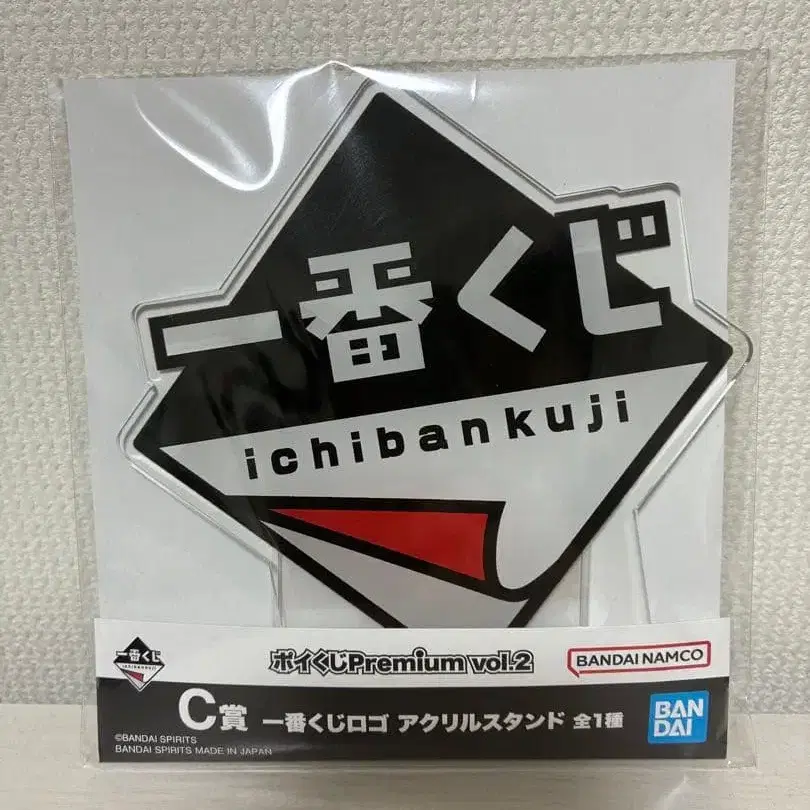 一番くじ
ichibankuji
一番くじ
ichibankuji
ポイくじPremium vol.2
BANDAI NAMCO
C賞 一番くじロゴ アクリルスタンド 全1種
BAN
DAI
©BANDAI SPIRITS
BANDAI SPIRITS MADE IN JAPAN